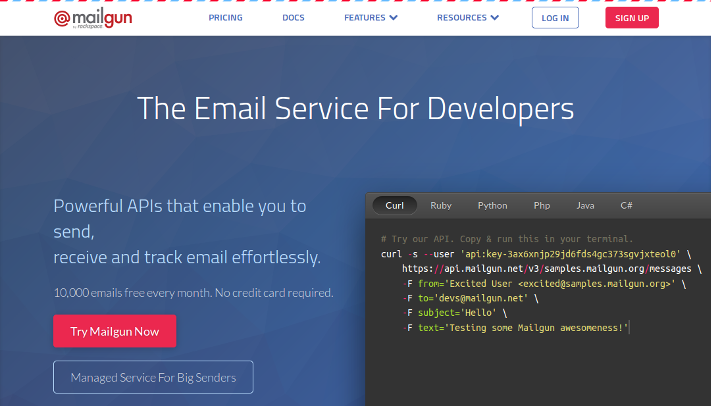 @mailgun
by rackspace
PRICING
DOCS
FEATURES
RESOURCES
LOG IN
SIGN UP
The Email Service For Developers
Powerful APIs that enable you to
send,
receive and track email effortlessly.
10,000 emails free every month. No credit card required.
Try Mailgun Now
Managed Service For Big Senders
Curl
Ruby
Python
Php
Java
C#
# Try our API. Copy & run this in your terminal.
curl -s --user 'api:key-3ax6xnjp29jd6fds4gc373sgvjxteol0' \
https://api.mailgun.net/v3/samples.mailgun.org/messages \
-F from='Excited User <excited@samples.mailgun.org>' \
-F to='devs@mailgun.net' \
-F subject='Hello' \
-F text='Testing some Mailgun awesomeness!'